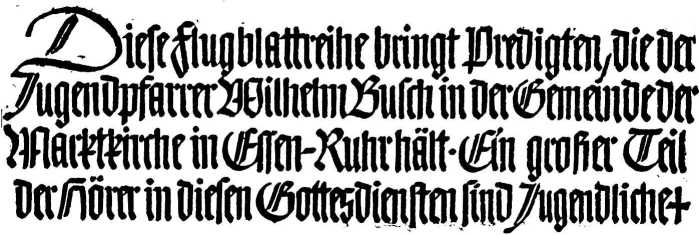 Diese Flugblattreihe bringt Predigten, die der
Jugendpfarrer Wilhelm Busch in der Gemeinde der
Marktkirche in Essen-Ruhr hält. Ein großer Teil
der Hörer in diesen Gottesdiensten sind Jugendliche+